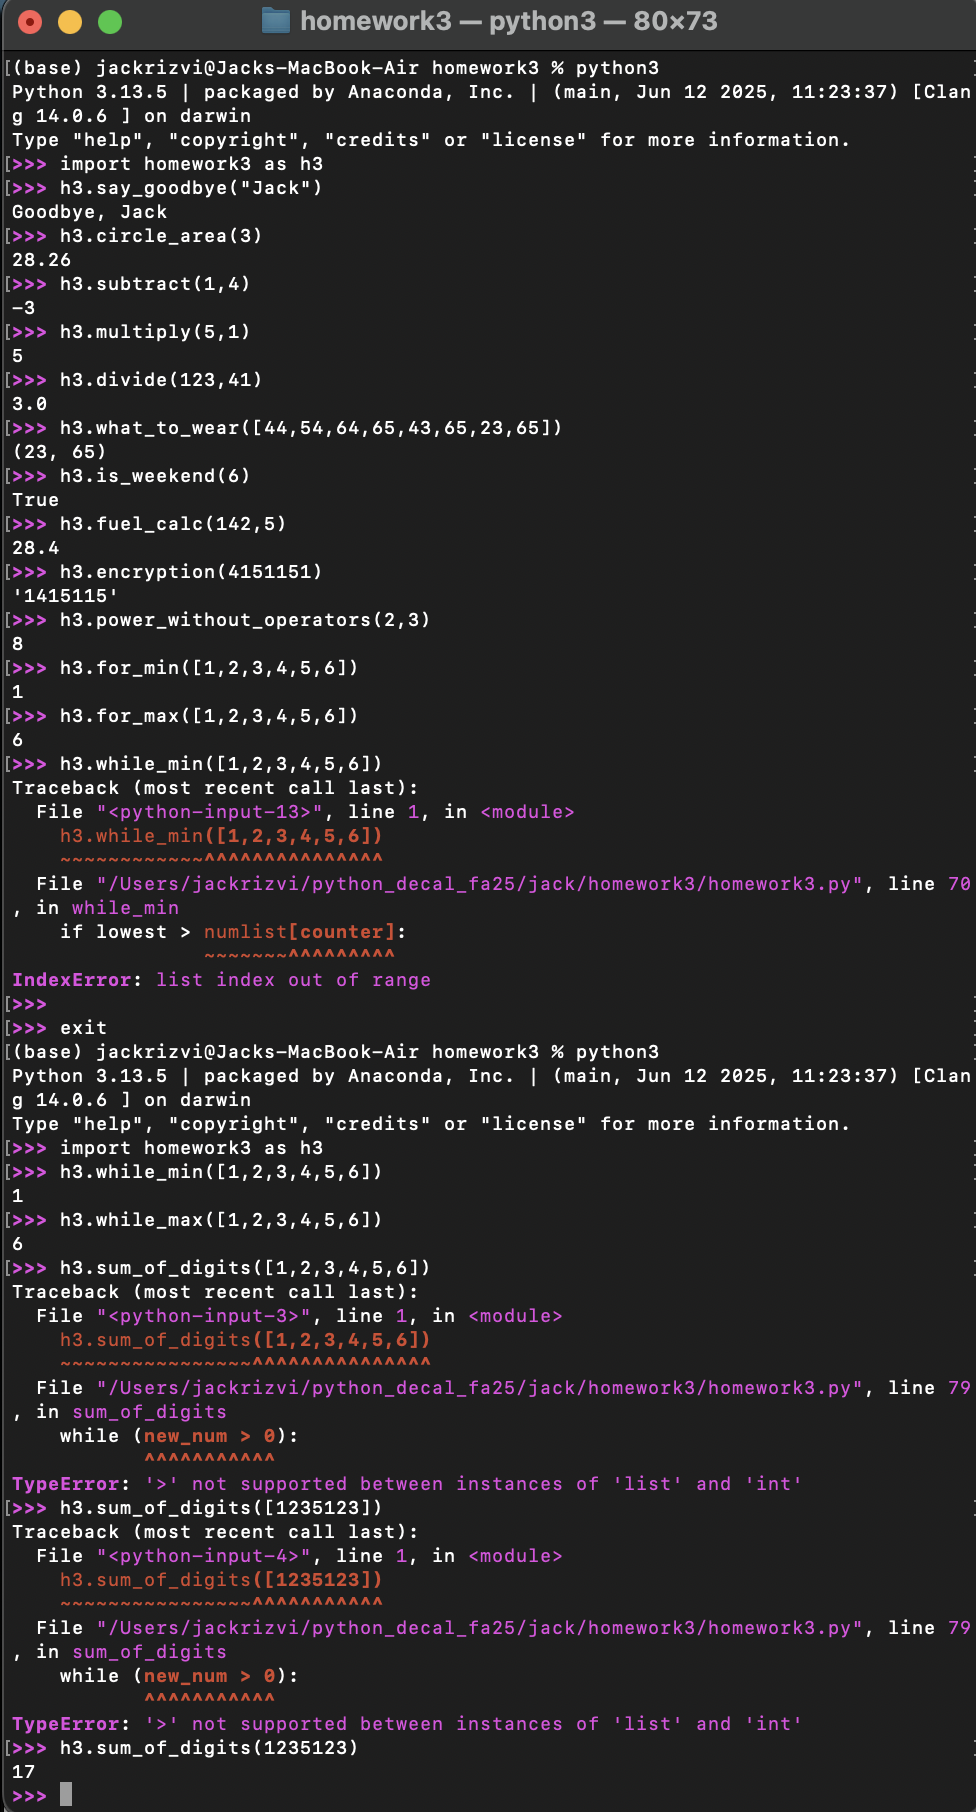 homework3 — python3 — 80×73
[(base) jackrizvi@Jacks-MacBook-Air homework3 % python3
Python 3.13.5 | packaged by Anaconda, Inc. | (main, Jun 12 2025, 11:23:37) [Clan
g 14.0.6 ] on darwin
Type "help", "copyright", "credits" or "license" for more information.
[>>> import homework3 as h3
[>>> h3.say_goodbye("Jack")
Goodbye, Jack
[>>> h3.circle_area(3)
28.26
[>>> h3.subtract(1,4)
-3
[>>> h3.multiply(5,1)
5
[>>> h3.divide(123,41)
3.0
[>>> h3.what_to_wear([44,54,64,65,43,65,23,65])
(23, 65)
[>>> h3.is_weekend(6)
True
[>>> h3.fuel_calc(142,5)
28.4
[>>> h3.encryption(4151151)
'1415115'
[>>> h3.power_without_operators(2,3)
8
[>>> h3.for_min([1,2,3,4,5,6])
1
[>>> h3.for_max([1,2,3,4,5,6])
6
[>>> h3.while_min([1,2,3,4,5,6])
Traceback (most recent call last):
  File "<python-input-13>", line 1, in <module>
    h3.while_min([1,2,3,4,5,6])
    ~~~~~~~~~~~~^^^^^^^^^^^^^^^
  File "/Users/jackrizvi/python_decal_fa25/jack/homework3/homework3.py", line 70
, in while_min
    if lowest > numlist[counter]:
                ~~~~~~~^^^^^^^^^
IndexError: list index out of range
[>>>
[>>> exit
[(base) jackrizvi@Jacks-MacBook-Air homework3 % python3
Python 3.13.5 | packaged by Anaconda, Inc. | (main, Jun 12 2025, 11:23:37) [Clan
g 14.0.6 ] on darwin
Type "help", "copyright", "credits" or "license" for more information.
[>>> import homework3 as h3
[>>> h3.while_min([1,2,3,4,5,6])
1
[>>> h3.while_max([1,2,3,4,5,6])
6
[>>> h3.sum_of_digits([1,2,3,4,5,6])
Traceback (most recent call last):
  File "<python-input-3>", line 1, in <module>
    h3.sum_of_digits([1,2,3,4,5,6])
    ~~~~~~~~~~~~~~~~^^^^^^^^^^^^^^^
  File "/Users/jackrizvi/python_decal_fa25/jack/homework3/homework3.py", line 79
, in sum_of_digits
    while (new_num > 0):
           ^^^^^^^^^^^
TypeError: '>' not supported between instances of 'list' and 'int'
[>>> h3.sum_of_digits([1235123])
Traceback (most recent call last):
  File "<python-input-4>", line 1, in <module>
    h3.sum_of_digits([1235123])
    ~~~~~~~~~~~~~~~~^^^^^^^^^^^
  File "/Users/jackrizvi/python_decal_fa25/jack/homework3/homework3.py", line 79
, in sum_of_digits
    while (new_num > 0):
           ^^^^^^^^^^^
TypeError: '>' not supported between instances of 'list' and 'int'
[>>> h3.sum_of_digits(1235123)
17
>>>